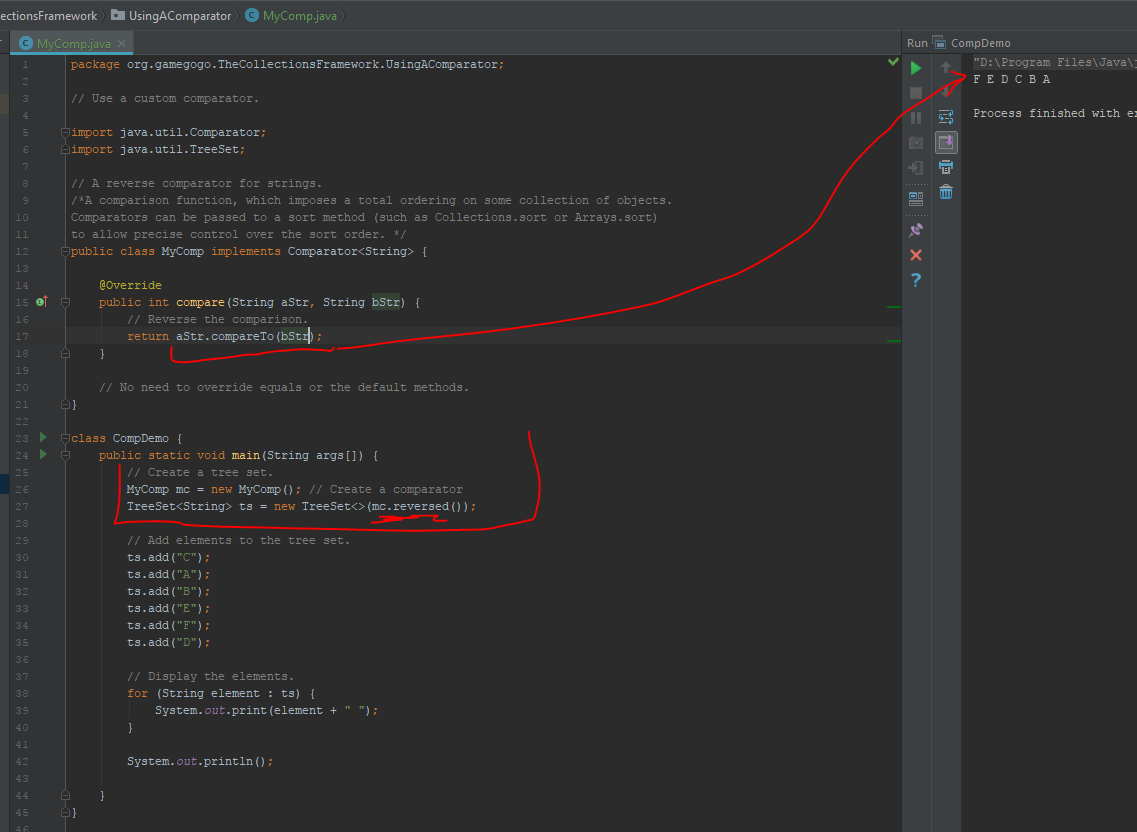 ectionsFramework UsingAComparator MyComp.java
MyComp.java
Run CompDemo
1 package org.gamegogo.TheCollectionsFramework.UsingAComparator;
2
3 // Use a custom comparator.
4
5 import java.util.Comparator;
6 import java.util.TreeSet;
7
8 // A reverse comparator for strings.
9 /*A comparison function, which imposes a total ordering on some collection of objects.
10 Comparators can be passed to a sort method (such as Collections.sort or Arrays.sort)
11 to allow precise control over the sort order. */
12 public class MyComp implements Comparator<String> {
13
14 @Override
15 public int compare(String aStr, String bStr) {
16 // Reverse the comparison.
17 return aStr.compareTo(bStr);
18 }
19
20 // No need to override equals or the default methods.
21 }
22
23 class CompDemo {
24 public static void main(String args[]) {
25 // Create a tree set.
26 MyComp mc = new MyComp(); // Create a comparator
27 TreeSet<String> ts = new TreeSet<>(mc.reversed());
28
29 // Add elements to the tree set.
30 ts.add("C");
31 ts.add("A");
32 ts.add("B");
33 ts.add("E");
34 ts.add("F");
35 ts.add("D");
36
37 // Display the elements.
38 for (String element : ts) {
39 System.out.print(element + " ");
40 }
41
42 System.out.println();
43
44 }
45 }
46
"D:\Program Files\Java\
F E D C B A
Process finished with e